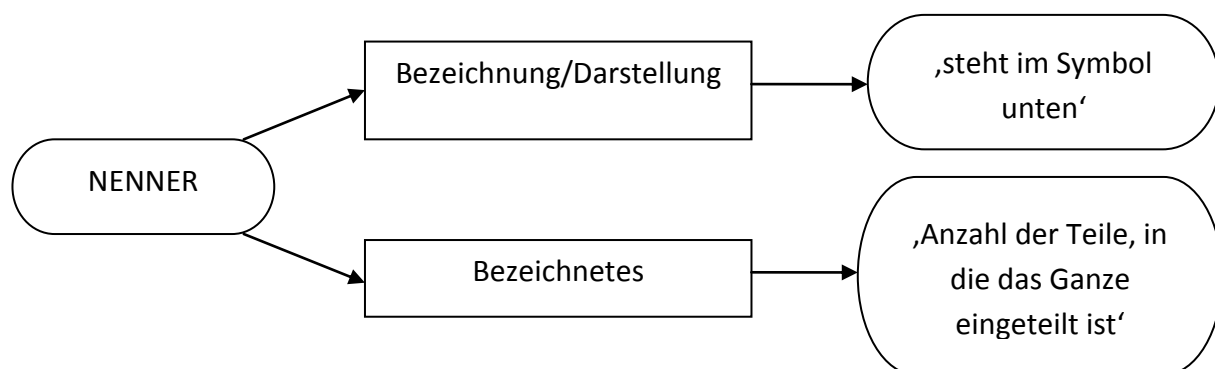 NENNER
Bezeichnung/Darstellung
‚steht im Symbol
unten‘
Bezeichnetes
‚Anzahl der Teile, in
die das Ganze
eingeteilt ist‘